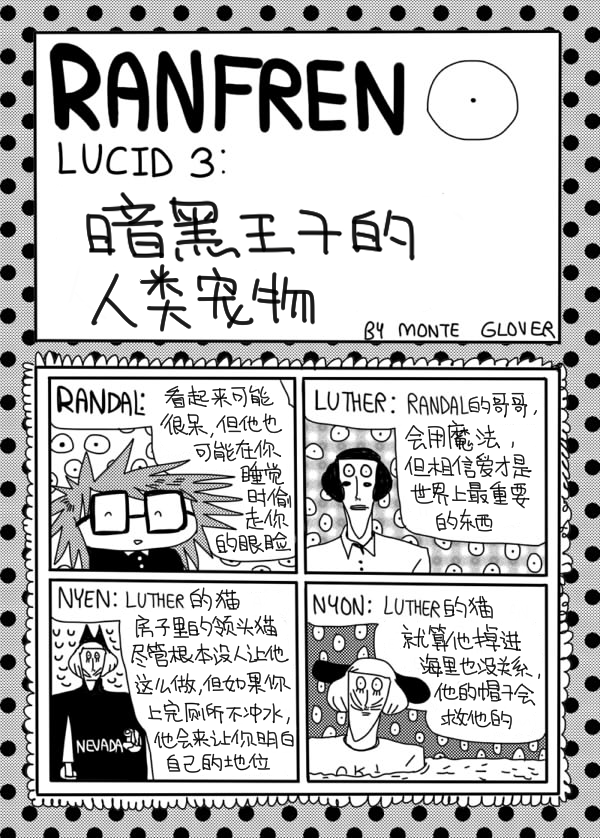 RANFREN
LUCID 3:
暗黑王子的
人类宠物
BY MONTE GLOVER
RANDAL:
看起来可能
很呆,但他也
可能在你
睡觉
时偷
走你
的眼睑
LUTHER: RANDAL的哥哥,
会用魔法,
但相信爱才是
世界上最重要
的东西
NYEN: LUTHER的猫
房子里的领头猫
尽管根本没人让他
这么做,但如果你
上完厕所不冲水,
他会来让你明白
自己的地位
NEVADA
NYON: LUTHER的猫
就算他掉进
海里也没关系,
他的帽子会
救他的